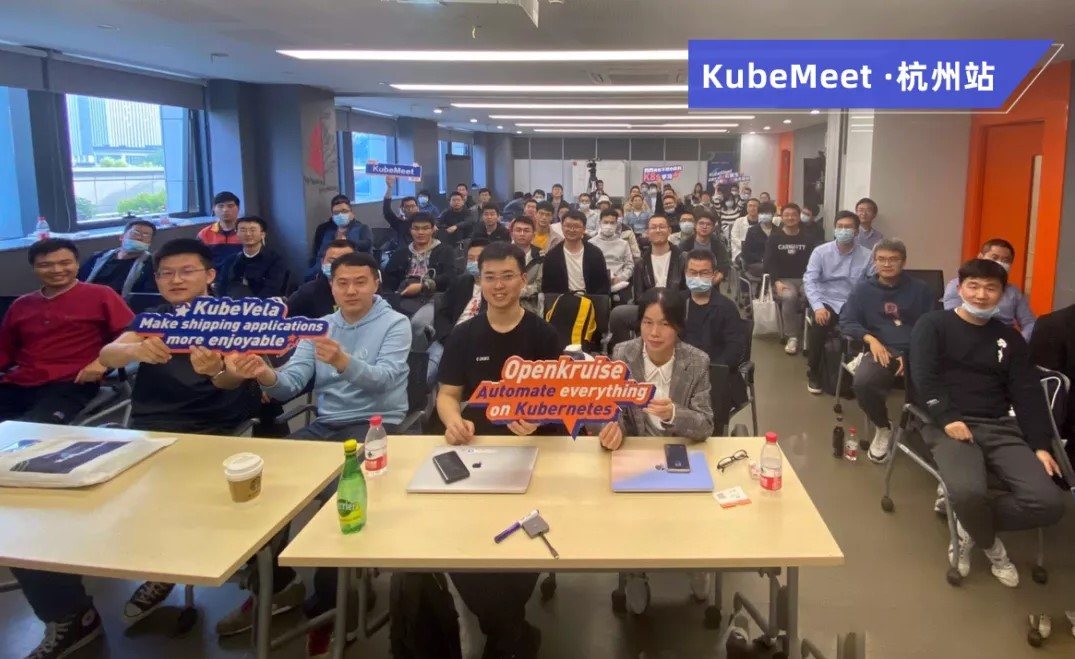 KubeMeet ·杭州站
KubeMeet
KubeVela
Make shipping applications
more enjoyable
Openkruise
Automate everything
on Kubernetes